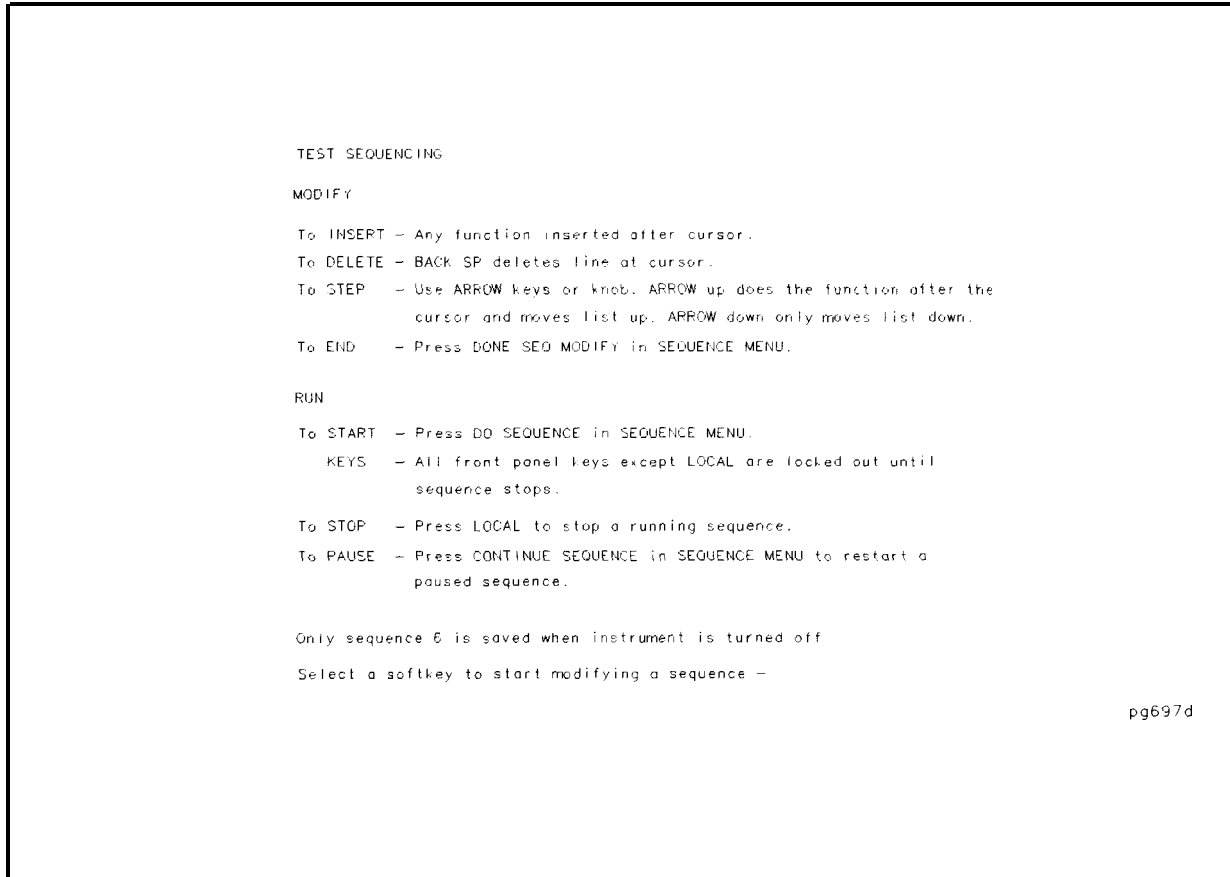 TEST SEQUENCING
MODIFY
To INSERT – Any function inserted after cursor.
To DELETE – BACK SP deletes line at cursor.
To STEP – Use ARROW keys or knob. ARROW up does the function after the
cursor and moves list up. ARROW down only moves list down.
To END – Press DONE SEQ MODIFY in SEQUENCE MENU.
RUN
To START – Press DO SEQUENCE in SEQUENCE MENU.
KEYS – All front panel keys except LOCAL are locked out until
sequence stops.
To STOP – Press LOCAL to stop a running sequence.
To PAUSE – Press CONTINUE SEQUENCE in SEQUENCE MENU to restart a
paused sequence.
Only sequence 6 is saved when instrument is turned off
Select a softkey to start modifying a sequence –
pg697d